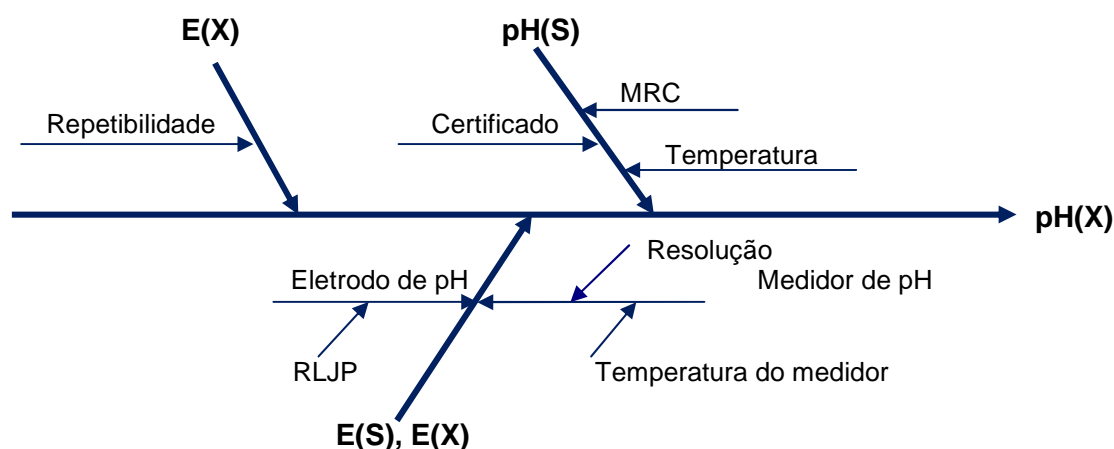 E(X)
pH(S)
MRC
Repetibilidade
Certificado
Temperatura
pH(X)
Resolução
Eletrodo de pH
Medidor de pH
RLJP
Temperatura do medidor
E(S), E(X)